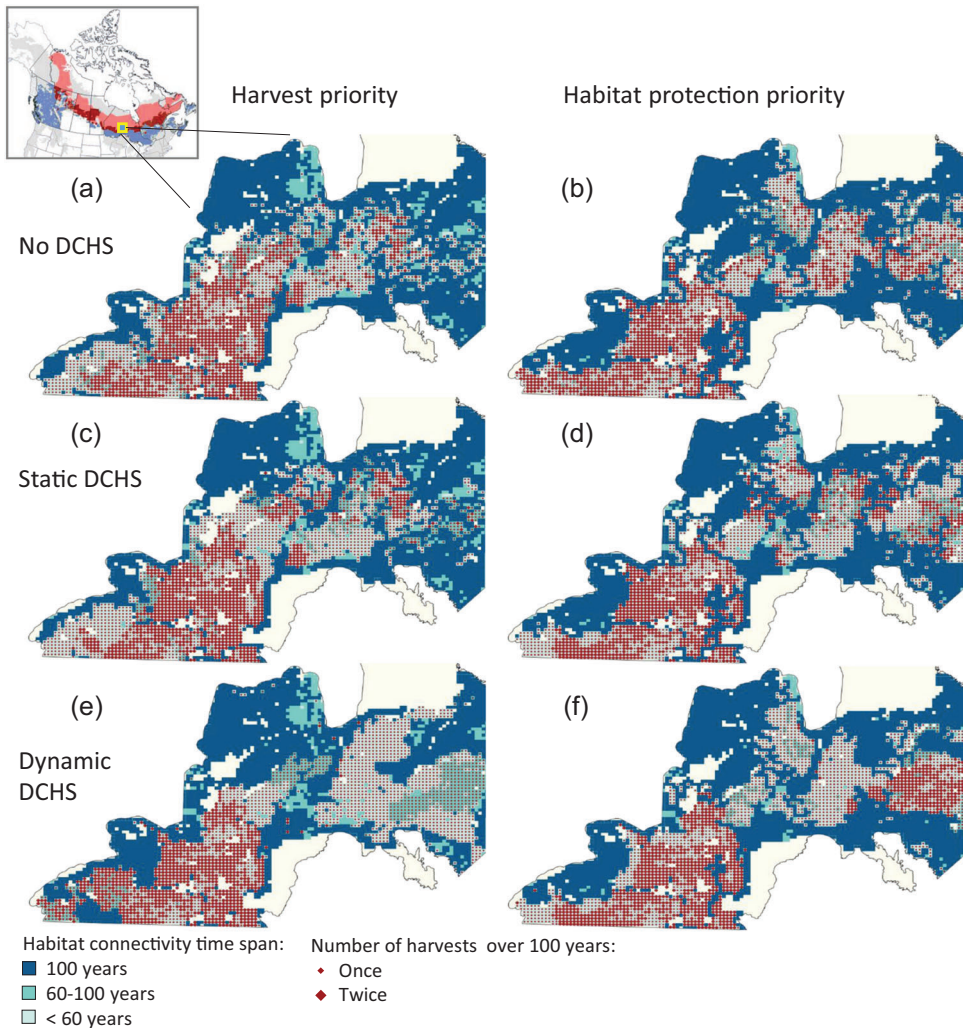 Harvest priority
Habitat protection priority
(a)
(b)
No DCHS
(c)
(d)
Static DCHS
(e)
(f)
Dynamic
DCHS
Habitat connectivity time span:
100 years
60-100 years
< 60 years
Number of harvests over 100 years:
Once
Twice